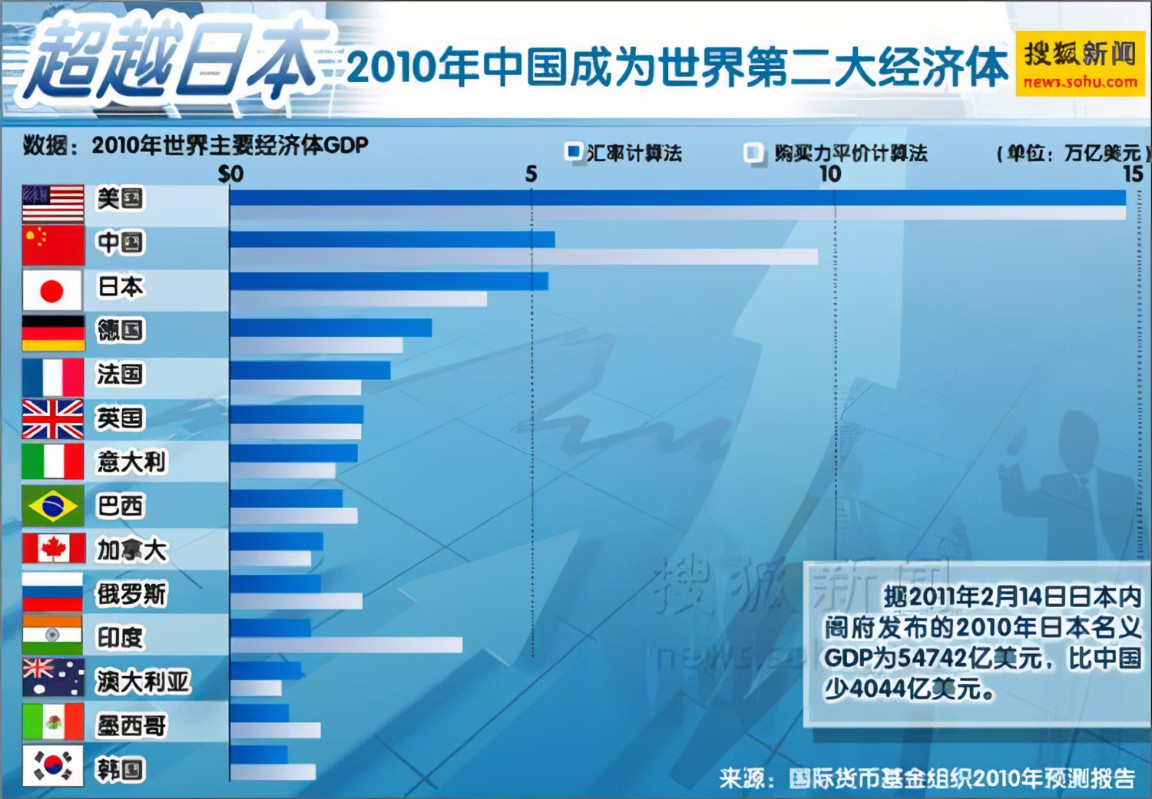 超越日本
2010年中国成为世界第二大经济体
搜狐新闻
news.sohu.com
数据：2010年世界主要经济体GDP
汇率计算法
购买力平价计算法
（单位：万亿美元）
$0 5 10 15
美国
中国
日本
德国
法国
英国
意大利
巴西
加拿大
俄罗斯
印度
澳大利亚
墨西哥
韩国
搜狐新闻
news.so
据2011年2月14日日本内
阁府发布的2010年日本名义
GDP为54742亿美元，比中国
少4044亿美元。
来源：国际货币基金组织2010年预测报告